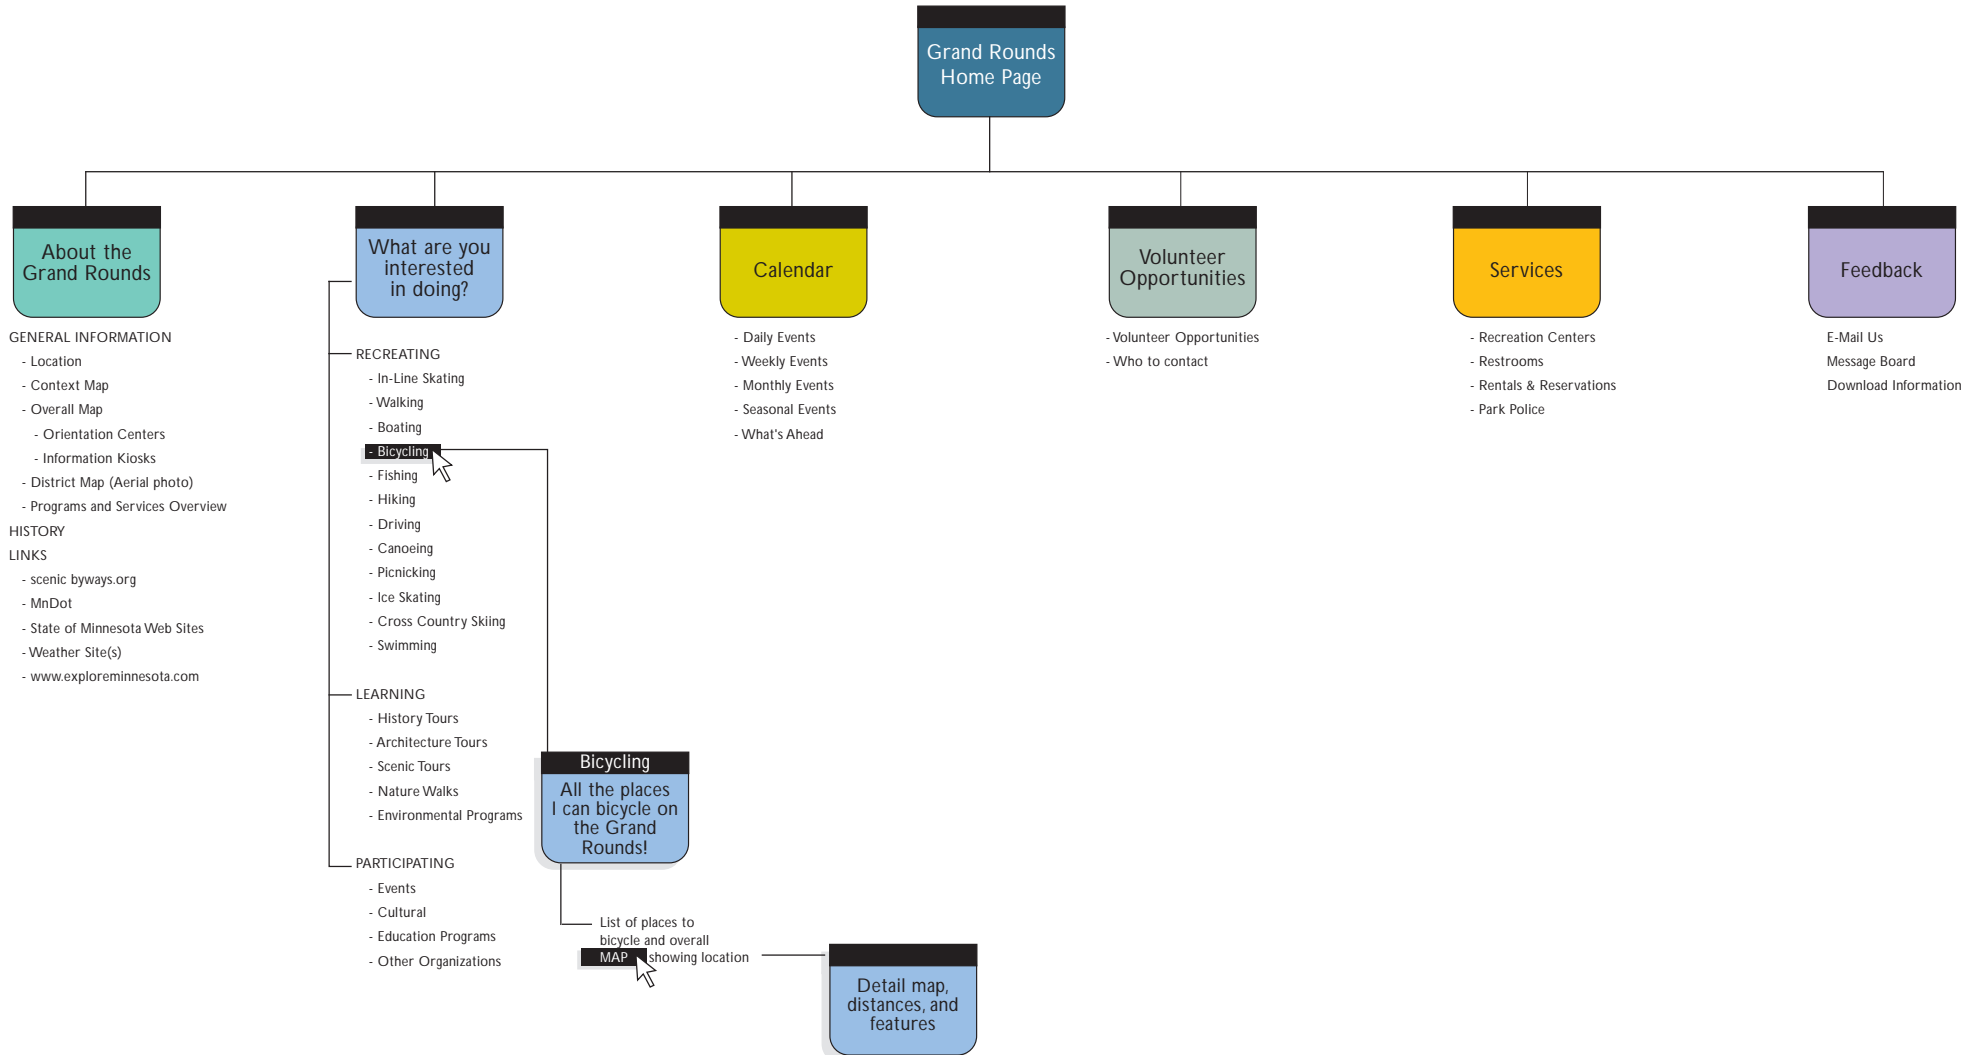 Grand Rounds
Home Page
About the
Grand Rounds
GENERAL INFORMATION
- Location
- Context Map
- Overall Map
- Orientation Centers
- Information Kiosks
- District Map (Aerial photo)
- Programs and Services Overview
HISTORY
LINKS
- scenic byways.org
- MnDot
- State of Minnesota Web Sites
- Weather Site(s)
- www.exploreminnesota.com
What are you
interested
in doing?
RECREATING
- In-Line Skating
- Walking
- Boating
- Bicycling
- Fishing
- Hiking
- Driving
- Canoeing
- Picnicking
- Ice Skating
- Cross Country Skiing
- Swimming
LEARNING
- History Tours
- Architecture Tours
- Scenic Tours
- Nature Walks
- Environmental Programs
PARTICIPATING
- Events
- Cultural
- Education Programs
- Other Organizations
Bicycling
All the places
I can bicycle on
the Grand
Rounds!
List of places to
bicycle and overall
MAP showing location
Detail map,
distances, and
features
Calendar
- Daily Events
- Weekly Events
- Monthly Events
- Seasonal Events
- What's Ahead
Volunteer
Opportunities
- Volunteer Opportunities
- Who to contact
Services
- Recreation Centers
- Restrooms
- Rentals & Reservations
- Park Police
Feedback
E-Mail Us
Message Board
Download Information